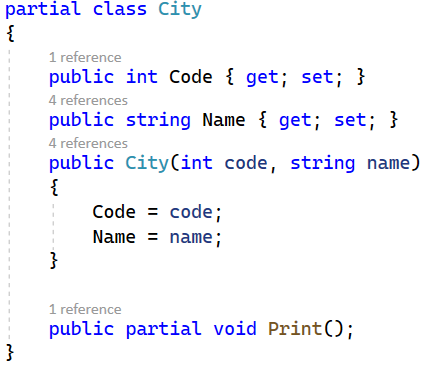 partial class City
{
1 reference
public int Code { get; set; }
4 references
public string Name { get; set; }
4 references
public City(int code, string name)
{
Code = code;
Name = name;
}
1 reference
public partial void Print();
}